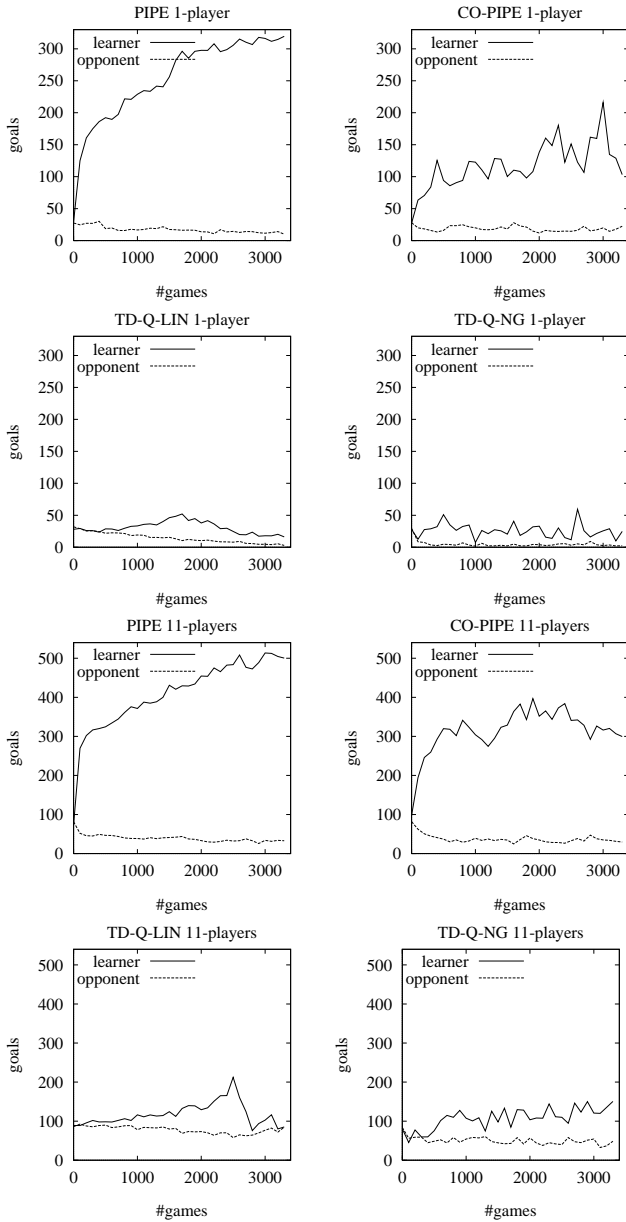 PIPE 1-player
learner
opponent
300
250
200
150
100
50
0
goals
0 1000 2000 3000
#games
CO-PIPE 1-player
learner
opponent
300
250
200
150
100
50
0
goals
0 1000 2000 3000
#games
TD-Q-LIN 1-player
learner
opponent
300
250
200
150
100
50
0
goals
0 1000 2000 3000
#games
TD-Q-NG 1-player
learner
opponent
300
250
200
150
100
50
0
goals
0 1000 2000 3000
#games
PIPE 11-players
learner
opponent
500
400
300
200
100
0
goals
0 1000 2000 3000
#games
CO-PIPE 11-players
learner
opponent
500
400
300
200
100
0
goals
0 1000 2000 3000
#games
TD-Q-LIN 11-players
learner
opponent
500
400
300
200
100
0
goals
0 1000 2000 3000
#games
TD-Q-NG 11-players
learner
opponent
500
400
300
200
100
0
goals
0 1000 2000 3000
#games